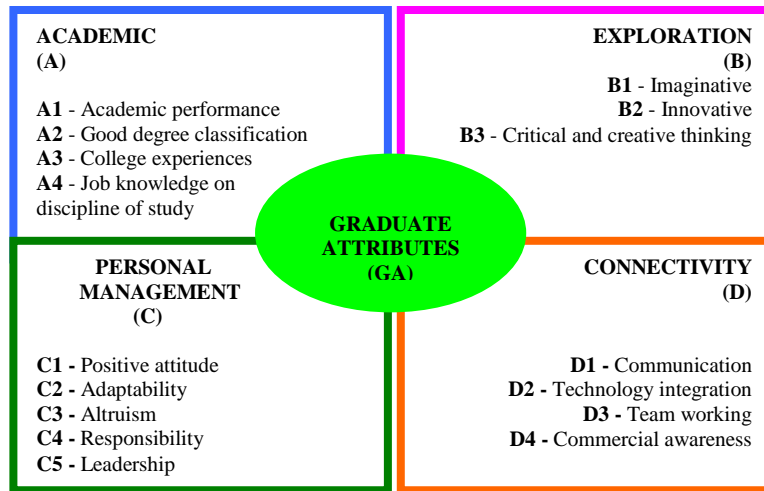 ACADEMIC
(A)
A1 - Academic performance
A2 - Good degree classification
A3 - College experiences
A4 - Job knowledge on
discipline of study
EXPLORATION
(B)
B1 - Imaginative
B2 - Innovative
B3 - Critical and creative thinking
GRADUATE
ATTRIBUTES
(GA)
PERSONAL
MANAGEMENT
(C)
C1 - Positive attitude
C2 - Adaptability
C3 - Altruism
C4 - Responsibility
C5 - Leadership
CONNECTIVITY
(D)
D1 - Communication
D2 - Technology integration
D3 - Team working
D4 - Commercial awareness